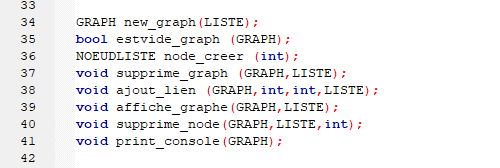 33
34 GRAPH new_graph(LISTE);
35 bool estvide_graph (GRAPH);
36 NOEUDLISTE node_creer (int);
37 void supprime_graph (GRAPH,LISTE);
38 void ajout_lien (GRAPH,int,int,LISTE);
39 void affiche_graphe(GRAPH,LISTE);
40 void supprime_node(GRAPH,LISTE,int);
41 void print_console(GRAPH);
42